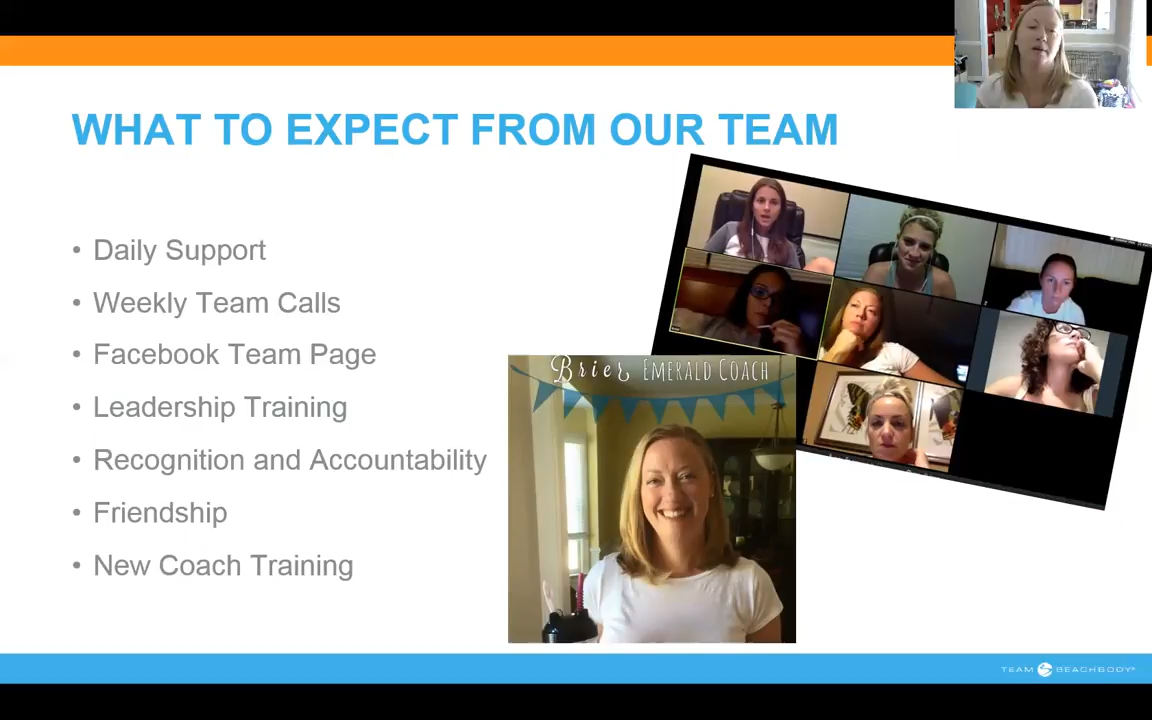 WHAT TO EXPECT FROM OUR TEAM
• Daily Support
• Weekly Team Calls
• Facebook Team Page
• Leadership Training
• Recognition and Accountability
• Friendship
• New Coach Training
Brier EMERALD COACH
TEAM BEACHBODY